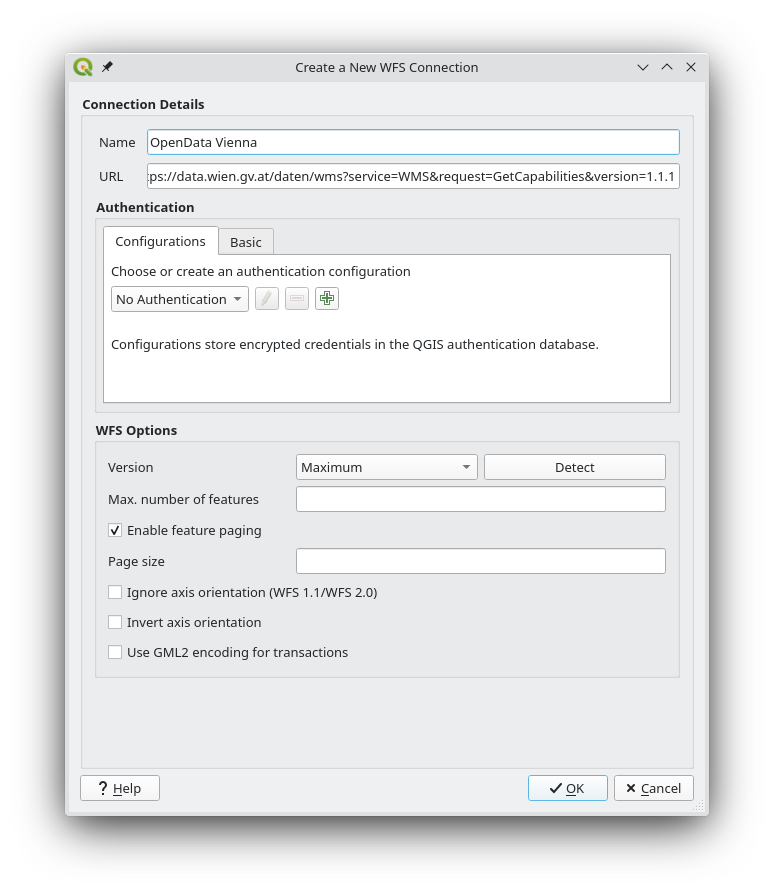 Create a New WFS Connection
Connection Details
Name OpenData Vienna
URL tps://data.wien.gv.at/daten/wms?service=WMS&request=GetCapabilities&version=1.1.1
Authentication
Configurations Basic
Choose or create an authentication configuration
No Authentication
Configurations store encrypted credentials in the QGIS authentication database.
WFS Options
Version Maximum Detect
Max. number of features
Enable feature paging
Page size
Ignore axis orientation (WFS 1.1/WFS 2.0)
Invert axis orientation
Use GML2 encoding for transactions
? Help OK Cancel